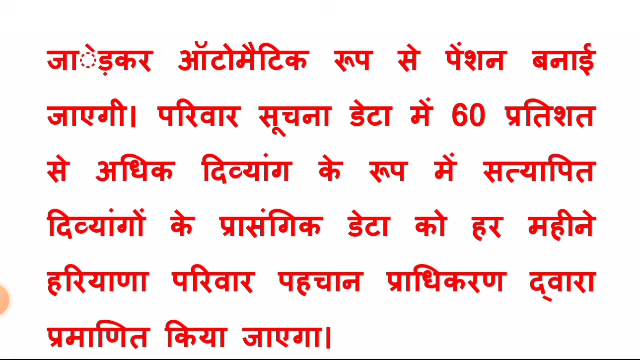 जाेड़कर ऑटोमैटिक रूप से पेंशन बनाई
जाएगी। परिवार सूचना डेटा में 60 प्रतिशत
से अधिक दिव्यांग के रूप में सत्यापित
दिव्यांगों के प्रासंगिक डेटा को हर महीने
हरियाणा परिवार पहचान प्राधिकरण द्वारा
प्रमाणित किया जाएगा।